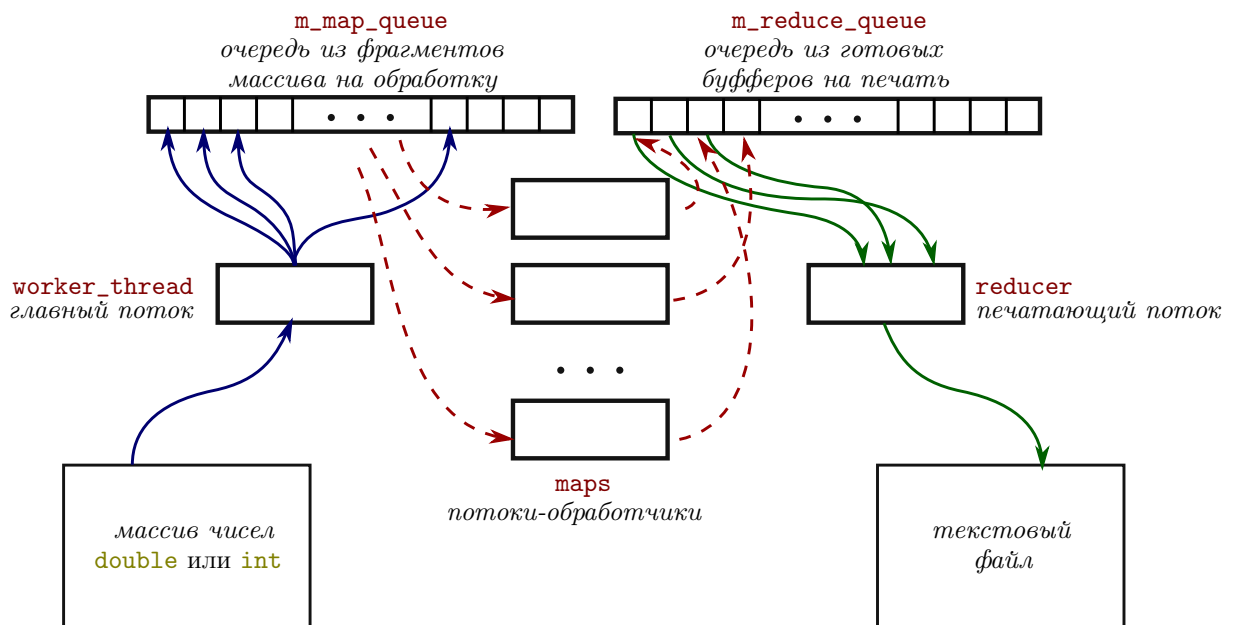 m_map_queue
очередь из фрагментов
массива на обработку
m_reduce_queue
очередь из готовых
буфферов на печать
worker_thread
главный поток
reducer
печатающий поток
maps
потоки-обработчики
массив чисел
double или int
текстовый
файл